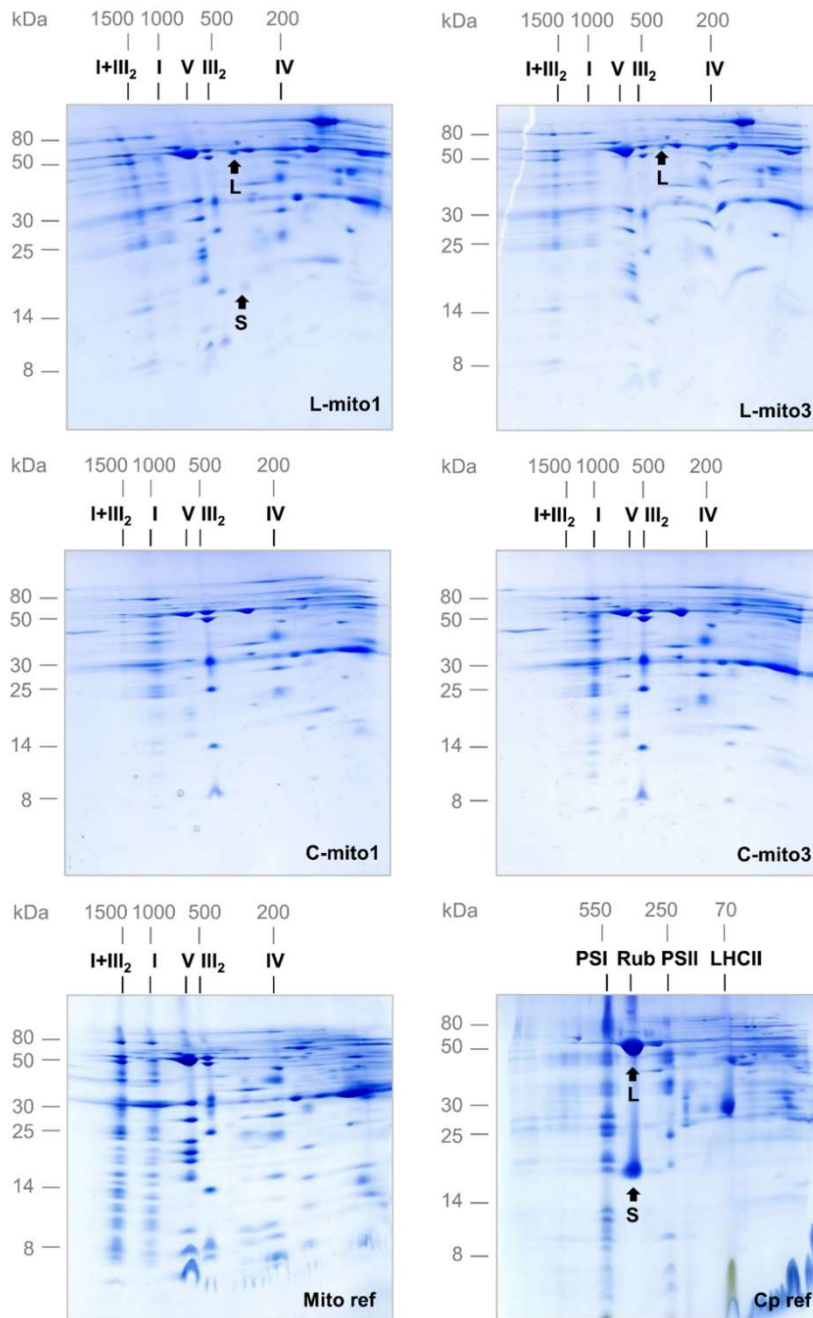 kDa 1500 1000 500 200
I+III₂ I V III₂ IV
80
50
30
25
14
8
L
S
L-mito1
kDa 1500 1000 500 200
I+III₂ I V III₂ IV
80
50
30
25
14
8
L
L-mito3
kDa 1500 1000 500 200
I+III₂ I V III₂ IV
80
50
30
25
14
8
C-mito1
kDa 1500 1000 500 200
I+III₂ I V III₂ IV
80
50
30
25
14
8
C-mito3
kDa 1500 1000 500 200
I+III₂ I V III₂ IV
80
50
30
25
14
8
Mito ref
kDa 550 250 70
PSI Rub PSII LHCII
80
50
30
25
14
8
L
S
Cp ref